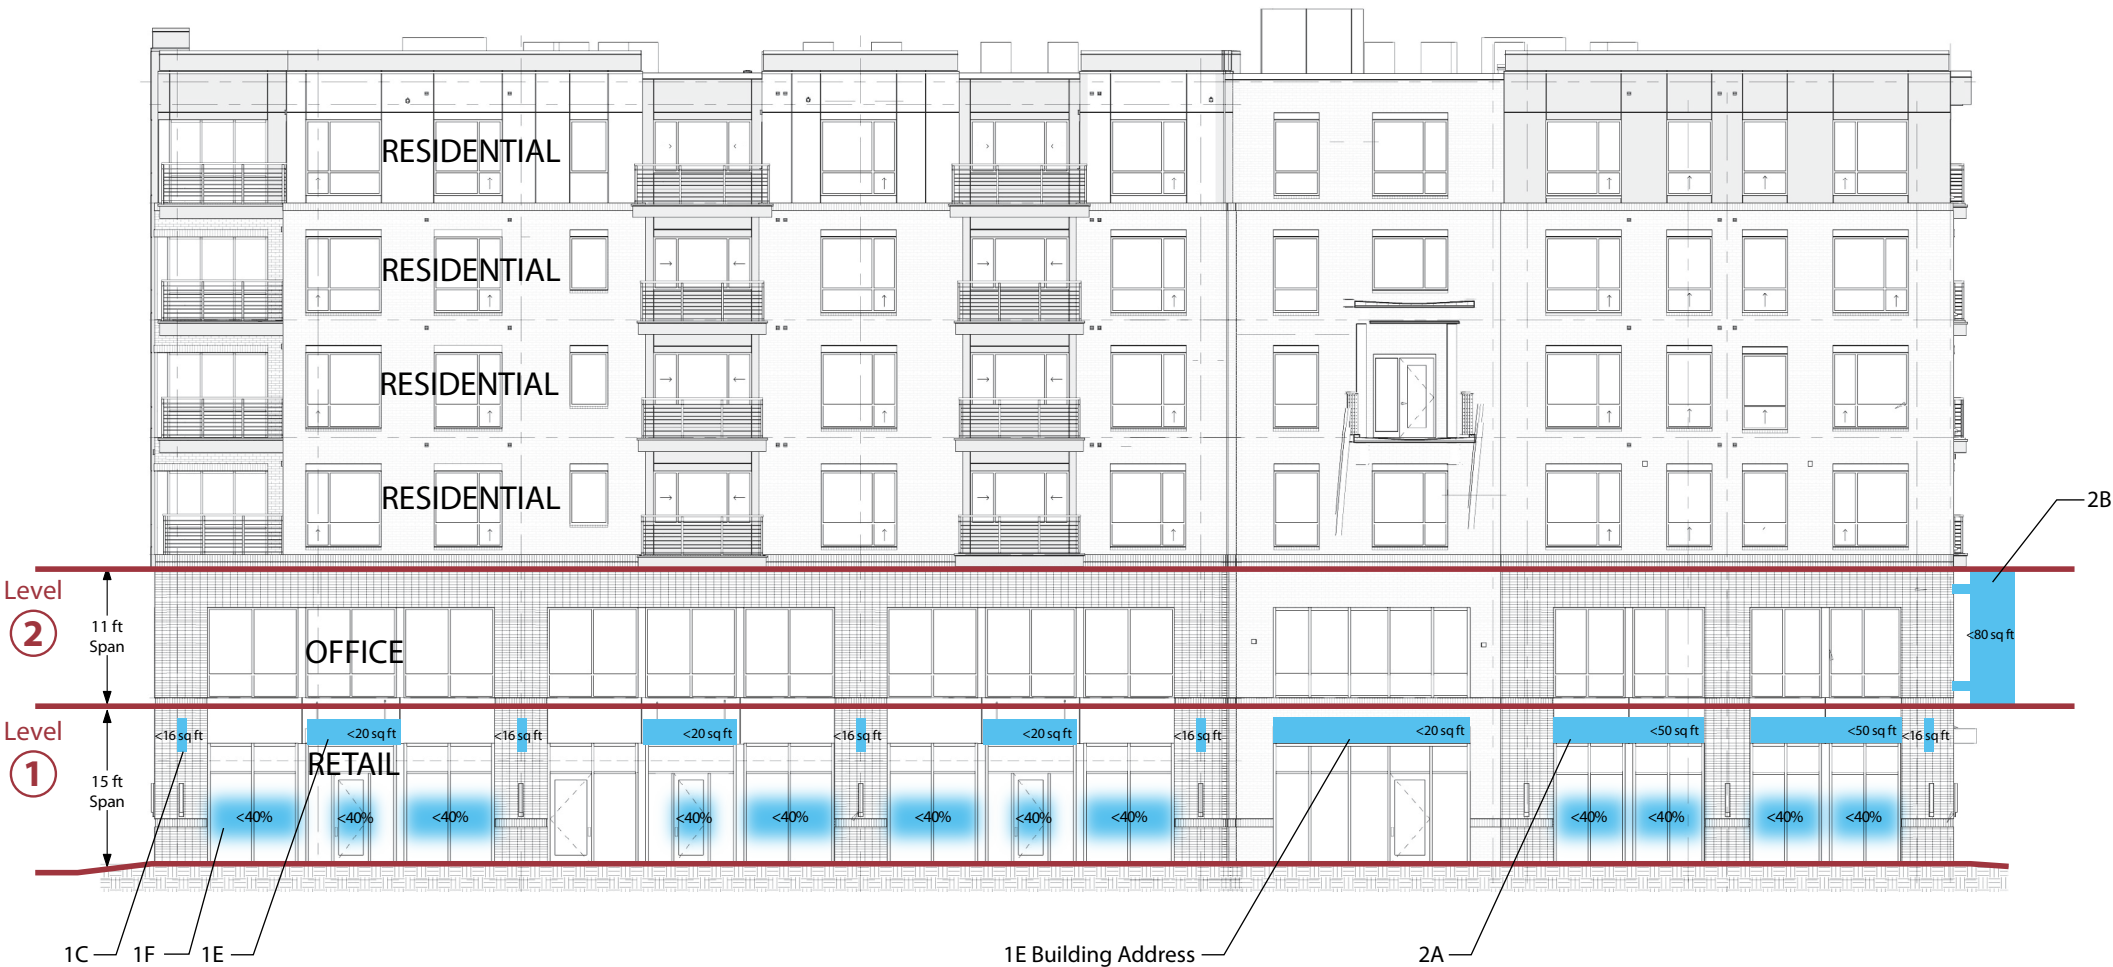 RESIDENTIAL
RESIDENTIAL
RESIDENTIAL
RESIDENTIAL
2B
Level
2
11 ft
Span
OFFICE
<80 sq ft
Level
1
15 ft
Span
<16 sq ft
<20 sq ft
<16 sq ft
<20 sq ft
<16 sq ft
<20 sq ft
<16 sq ft
<20 sq ft
<50 sq ft
<50 sq ft
<16 sq ft
RETAIL
<40%
<40%
<40%
<40%
<40%
<40%
<40%
<40%
<40%
<40%
<40%
<40%
1C
1F
1E
1E Building Address
2A